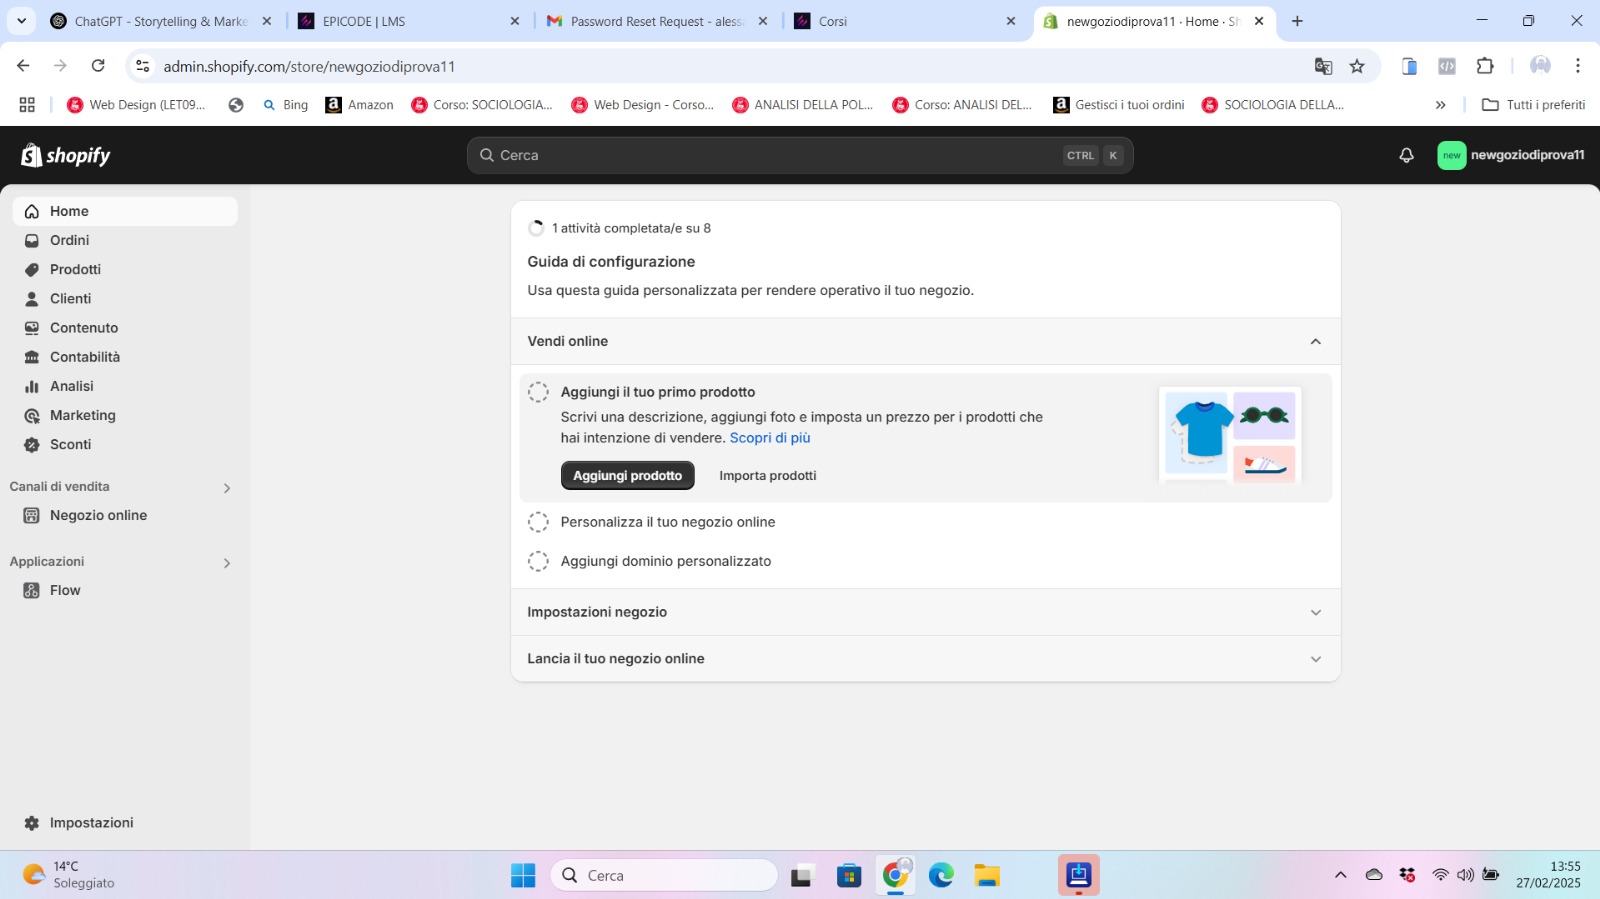 ChatGPT - Storytelling & Marke
EPICODE | LMS
Password Reset Request - aless
Corsi
newgoziodiprova11 · Home · Sh
admin.shopify.com/store/newgoziodiprova11
Web Design (LET09...
Bing
Amazon
Corso: SOCIOLOGIA...
Web Design - Corso...
ANALISI DELLA POL...
Corso: ANALISI DEL...
Gestisci i tuoi ordini
SOCIOLOGIA DELLA...
Tutti i preferiti
shopify
Cerca
CTRL K
new
newgoziodiprova11
Home
Ordini
Prodotti
Clienti
Contenuto
Contabilità
Analisi
Marketing
Sconti
Canali di vendita
Negozio online
Applicazioni
Flow
Impostazioni
1 attività completata/e su 8
Guida di configurazione
Usa questa guida personalizzata per rendere operativo il tuo negozio.
Vendi online
Aggiungi il tuo primo prodotto
Scrivi una descrizione, aggiungi foto e imposta un prezzo per i prodotti che
hai intenzione di vendere. Scopri di più
Aggiungi prodotto
Importa prodotti
Personalizza il tuo negozio online
Aggiungi dominio personalizzato
Impostazioni negozio
Lancia il tuo negozio online
14°C
Soleggiato
Cerca
13:55
27/02/2025